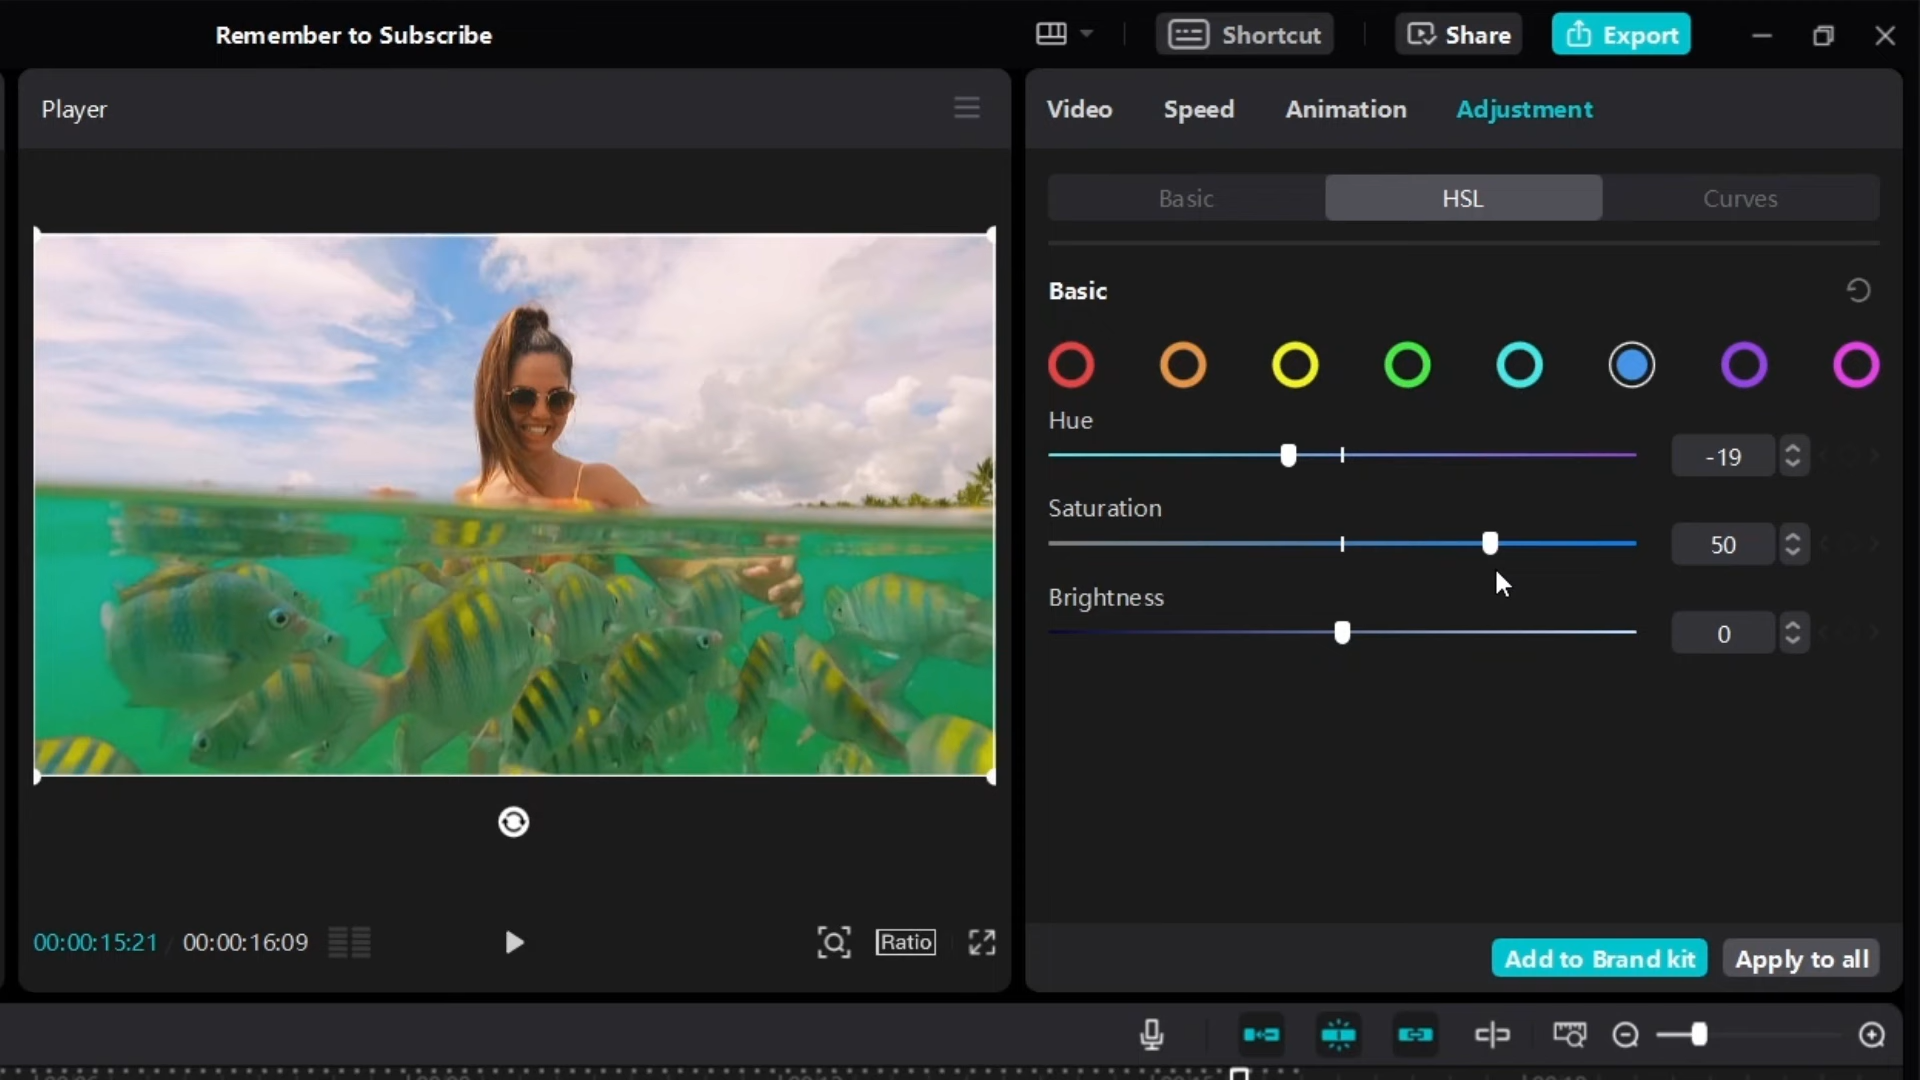 Remember to Subscribe
Shortcut
Share
Export
Player
Video
Speed
Animation
Adjustment
Basic
HSL
Curves
Basic
Hue
-19
Saturation
50
Brightness
0
00:00:15:21 / 00:00:16:09
Ratio
Add to Brand kit
Apply to all